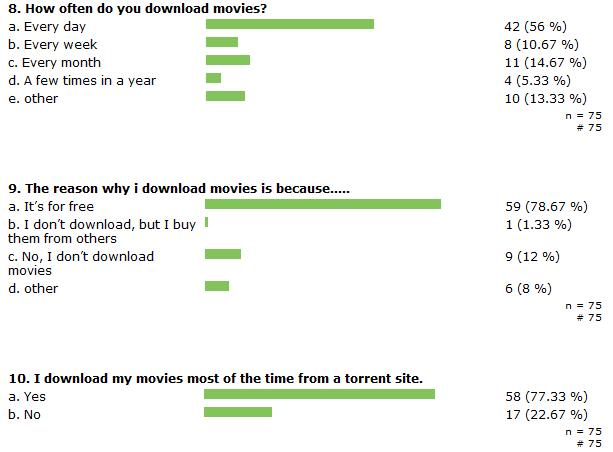 8. How often do you download movies?
a. Every day 42 (56 %)
b. Every week 8 (10.67 %)
c. Every month 11 (14.67 %)
d. A few times in a year 4 (5.33 %)
e. other 10 (13.33 %)
n = 75
# 75
9. The reason why i download movies is because.....
a. It's for free 59 (78.67 %)
b. I don't download, but I buy 1 (1.33 %)
them from others
c. No, I don't download 9 (12 %)
movies
d. other 6 (8 %)
n = 75
# 75
10. I download my movies most of the time from a torrent site.
a. Yes 58 (77.33 %)
b. No 17 (22.67 %)
n = 75
# 75